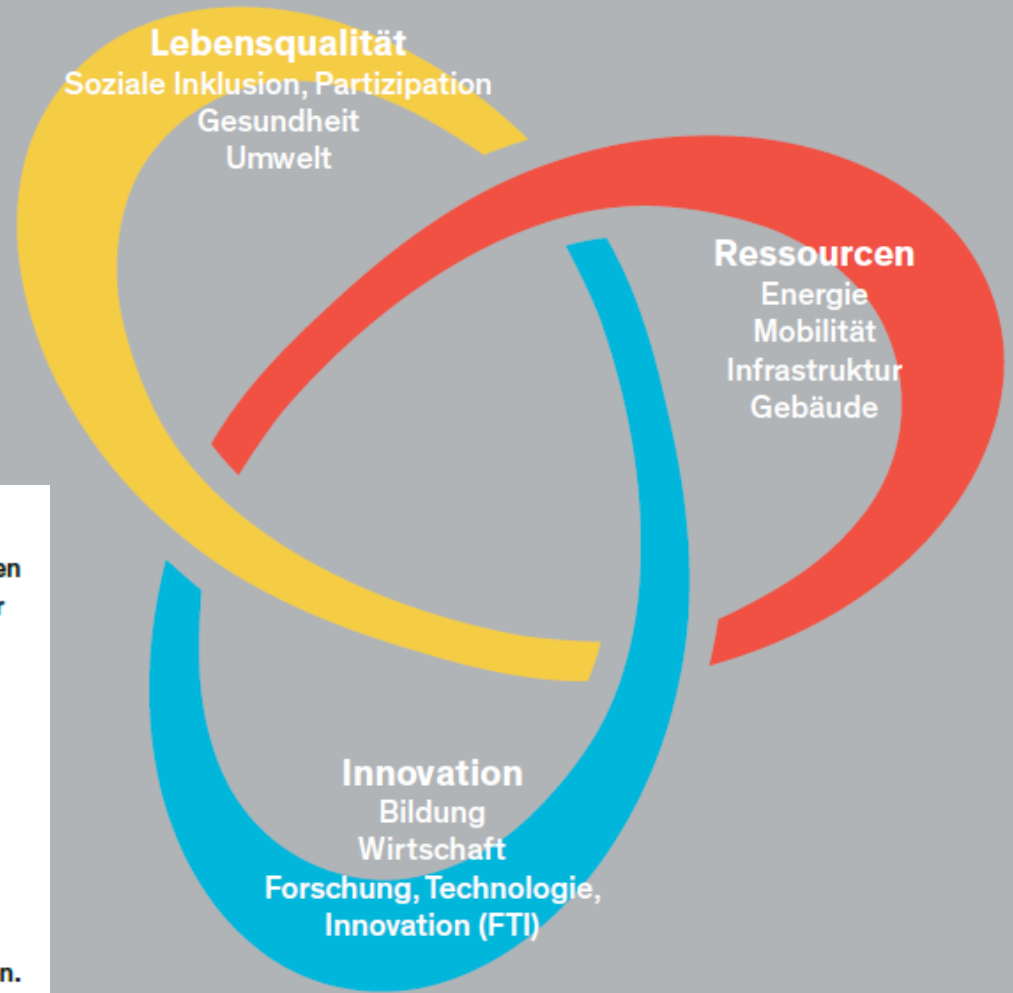 Lebensqualität
Soziale Inklusion, Partizipation
Gesundheit
Umwelt
Ressourcen
Energie
Mobilität
Infrastruktur
Gebäude
Innovation
Bildung
Wirtschaft
Forschung, Technologie,
Innovation (FTI)